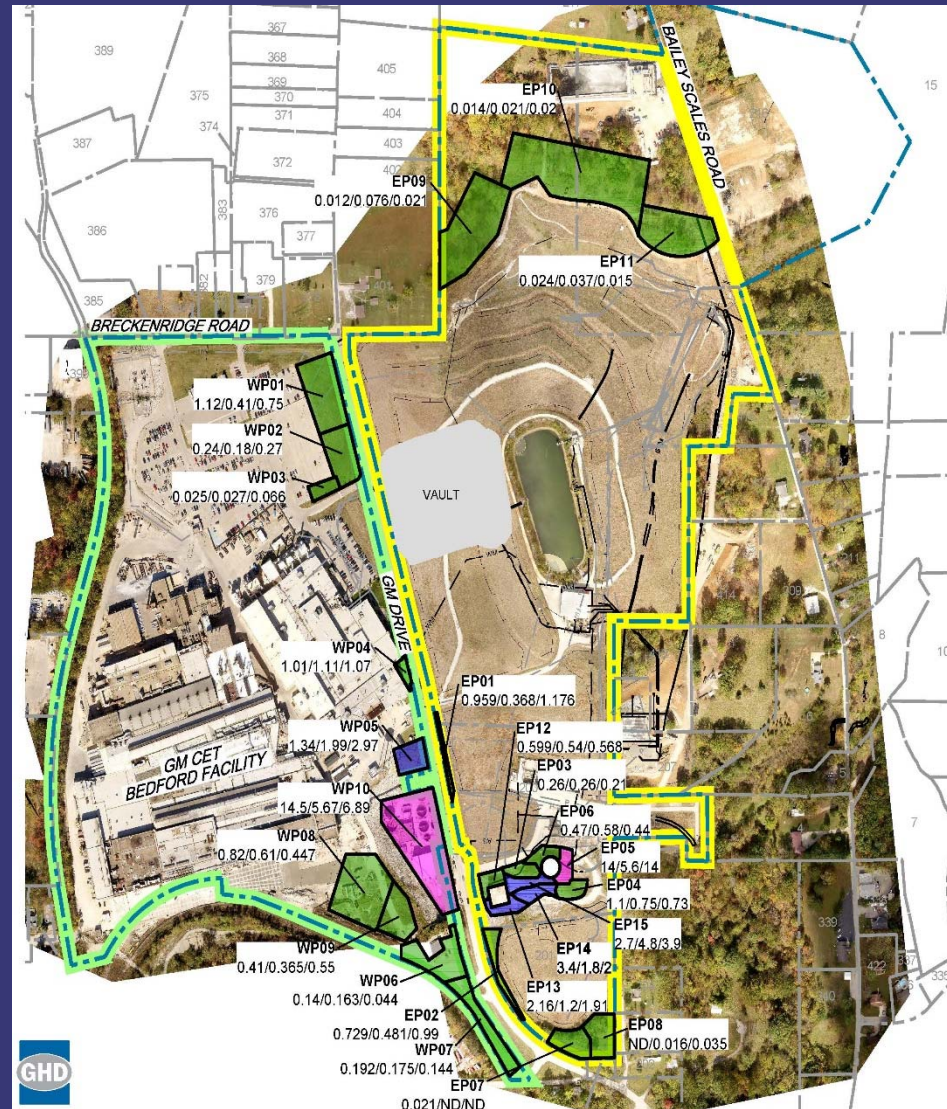 367
389
368
405
375
369
370
BAILEY SCALES ROAD
15
371
404
374
EP10
0.014/0.021/0.02
387
403
372
383
EP09
0.012/0.076/0.021
376
386
377
EP11
0.024/0.037/0.015
379
385
401
BRECKENRIDGE ROAD
WP01
1.12/0.41/0.75
WP02
0.24/0.18/0.27
WP03
0.025/0.027/0.066
VAULT
GM DRIVE
8
10
WP04
1.01/1.11/1.07
EP01
0.959/0.368/1.176
WP05
1.34/1.99/2.97
EP12
0.599/0.54/0.568
GM CET
BEDFORD FACILITY
EP03
0.26/0.26/0.21
WP10
14.5/5.67/6.89
EP06
0.47/0.58/0.44
7
WP08
0.82/0.61/0.447
EP05
14/5.6/14
EP04
1.1/0.75/0.73
EP15
2.7/4.8/3.9
WP09
0.41/0.365/0.55
EP14
3.4/1.8/2
339
422
337
WP06
0.14/0.163/0.044
EP13
2.16/1.2/1.91
EP02
0.729/0.481/0.99
EP08
ND/0.016/0.035
WP07
0.192/0.175/0.144
GHD
EP07
0.021/ND/ND